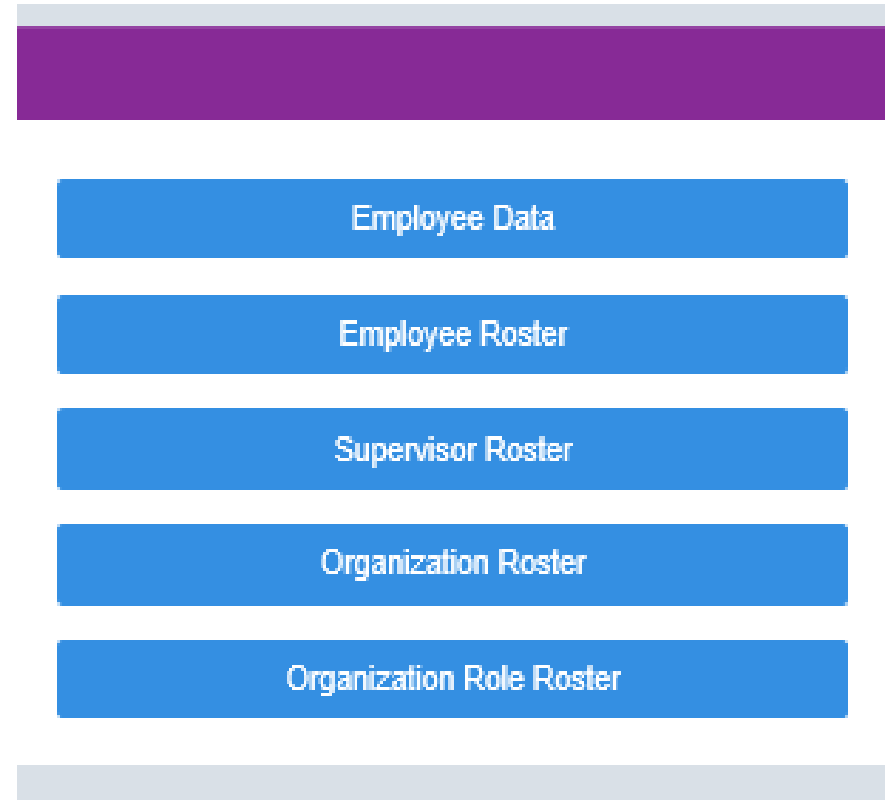 Employee Data
Employee Roster
Supervisor Roster
Organization Roster
Organization Role Roster